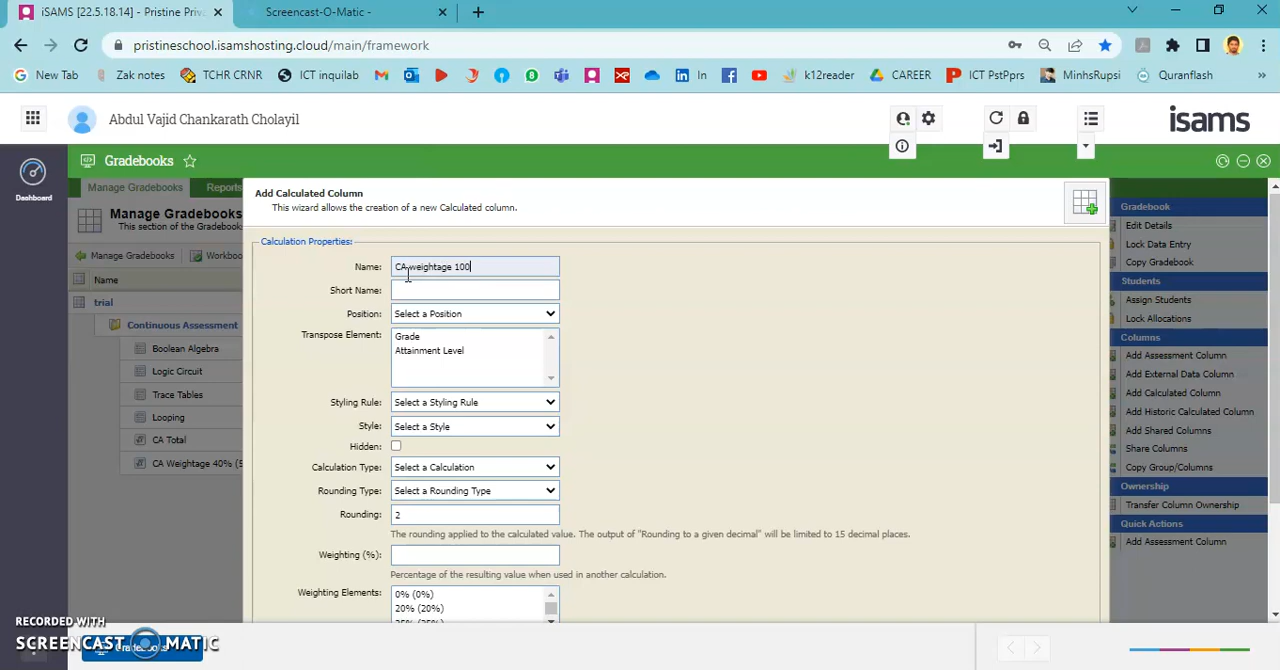 iSAMS [22.5.18.14] - Pristine Priv
Screencast-O-Matic -
pristineschool.isamshosting.cloud/main/framework
New Tab
Zak notes
TCHR CRNR
ICT inquilab
In
k12reader
CAREER
ICT PstPprs
MinhsRupsi
Quranflash
Abdul Vajid Chankarath Cholayil
isams
Dashboard
Gradebooks
Manage Gradebooks
Reports
Manage Gradebooks
This section of the Gradebook
Manage Gradebooks
Workboo
Name
trial
Continuous Assessment
Boolean Algebra
Logic Circuit
Trace Tables
Looping
CA Total
CA Weightage 40% (5
Add Calculated Column
This wizard allows the creation of a new Calculated column.
Calculation Properties:
Name: CA weightage 100
Short Name:
Position: Select a Position
Transpose Element: Grade
Attainment Level
Styling Rule: Select a Styling Rule
Style: Select a Style
Hidden:
Calculation Type: Select a Calculation
Rounding Type: Select a Rounding Type
Rounding: 2
The rounding applied to the calculated value. The output of "Rounding to a given decimal" will be limited to 15 decimal places.
Weighting (%):
Percentage of the resulting value when used in another calculation.
Weighting Elements: 0% (0%)
20% (20%)
Gradebook
Edit Details
Lock Data Entry
Copy Gradebook
Students
Assign Students
Lock Allocations
Columns
Add Assessment Column
Add External Data Column
Add Calculated Column
Add Historic Calculated Column
Add Shared Columns
Share Columns
Copy Group/Columns
Ownership
Transfer Column Ownership
Quick Actions
Add Assessment Column
RECORDED WITH
SCREENCAST MATIC